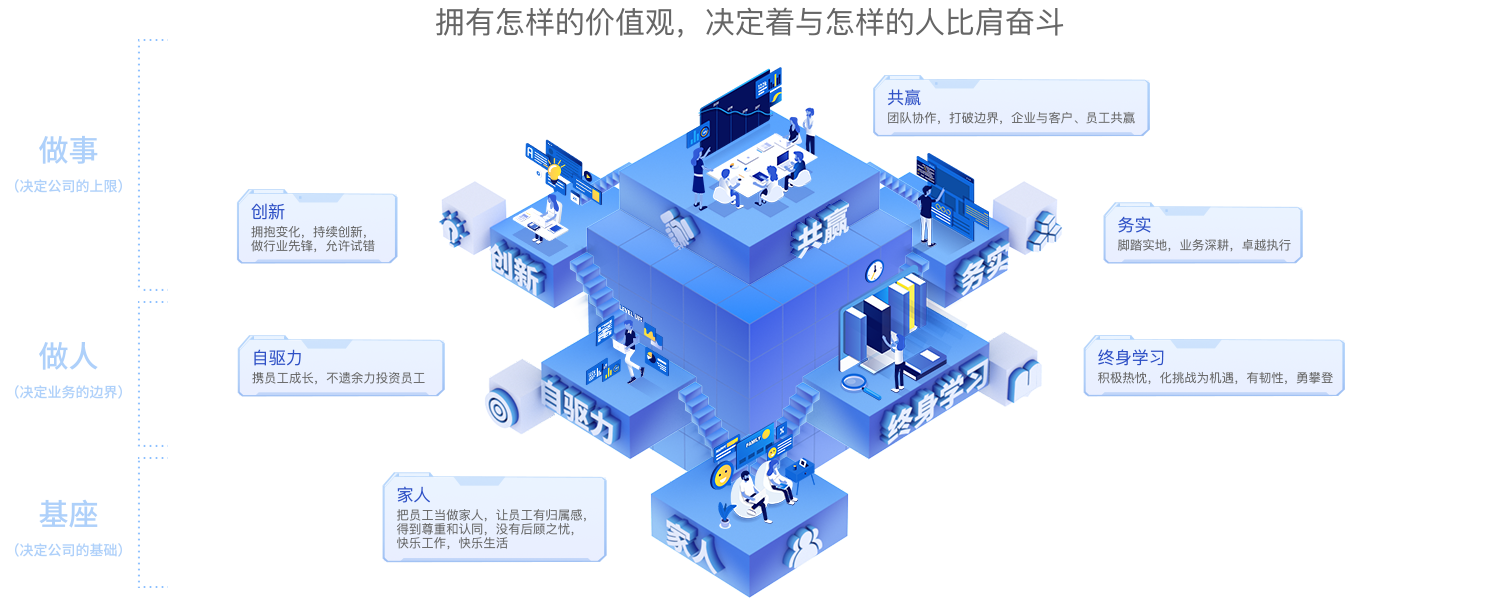 拥有怎样的价值观，决定着与怎样的人比肩奋斗
做事
（决定公司的上限）
共赢
团队协作，打破边界，企业与客户、员工共赢
创新
拥抱变化，持续创新，
做行业先锋，允许试错
务实
脚踏实地，业务深耕，卓越执行
共赢
创新
务实
做人
（决定业务的边界）
自驱力
携员工成长，不遗余力投资员工
终身学习
积极热忱，化挑战为机遇，有韧性，勇攀登
LEVEL UP!
自驱力
终身学习
基座
（决定公司的基础）
家人
把员工当做家人，让员工有归属感，
得到尊重和认同，没有后顾之忧，
快乐工作，快乐生活
FAMILY
家人